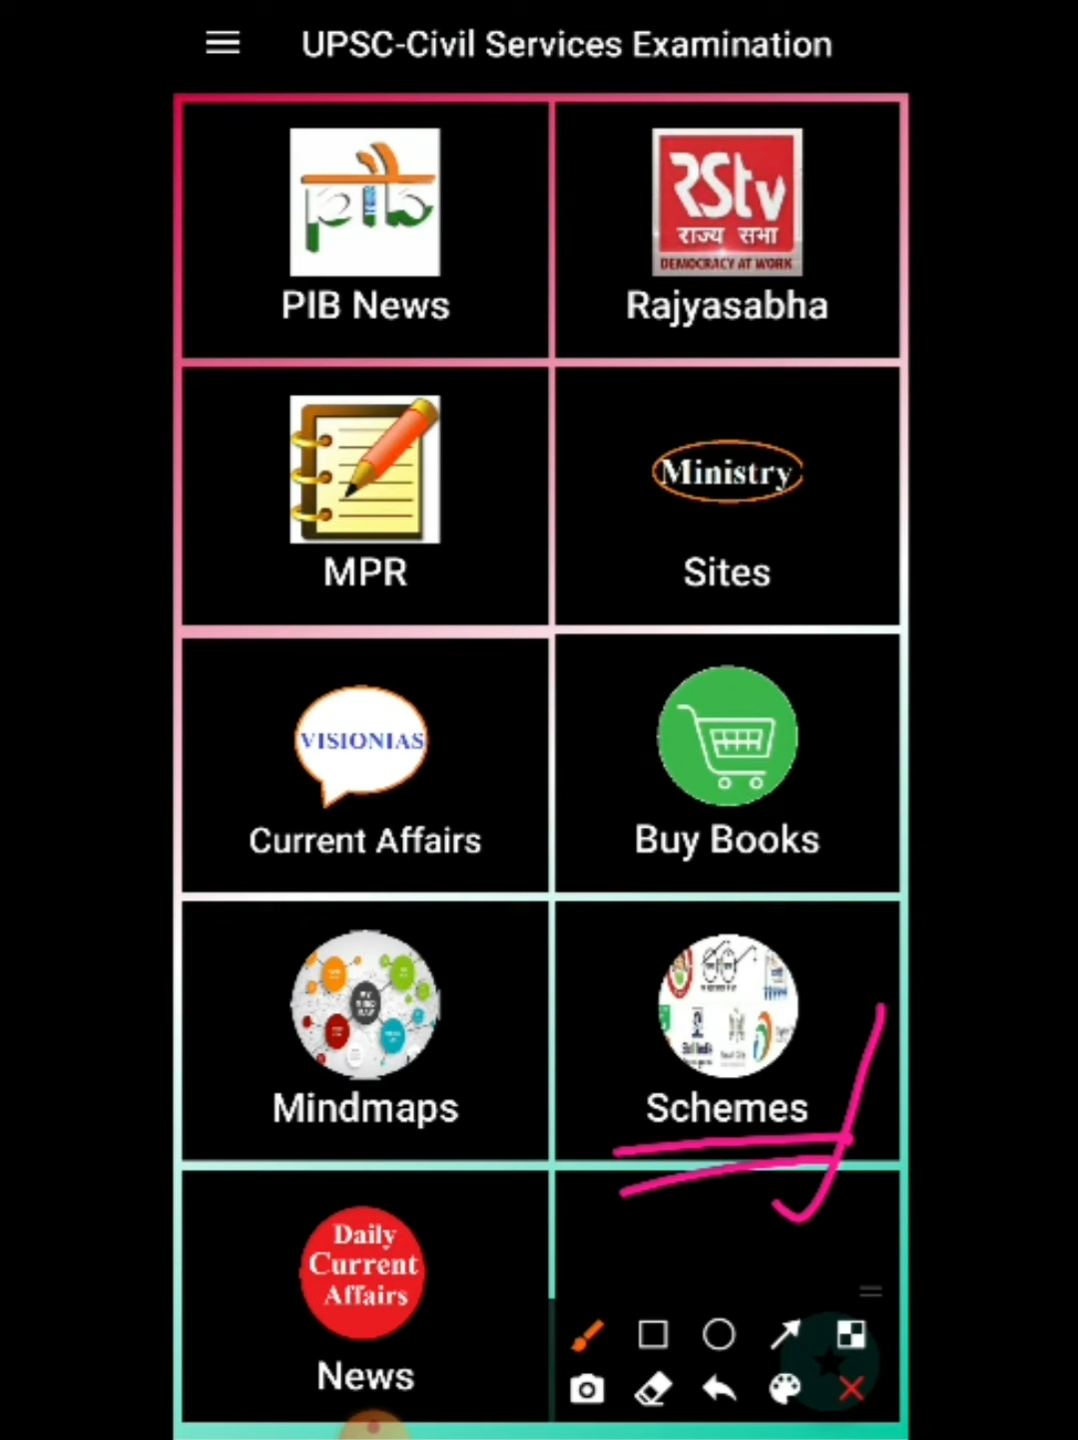 UPSC-Civil Services Examination
pib
RStv
राज्य सभा
DEMOCRACY AT WORK
PIB News
Rajyasabha
MPR
Ministry
Sites
VISIONIAS
Current Affairs
Buy Books
Mindmaps
Schemes
Daily
Current
Affairs
News